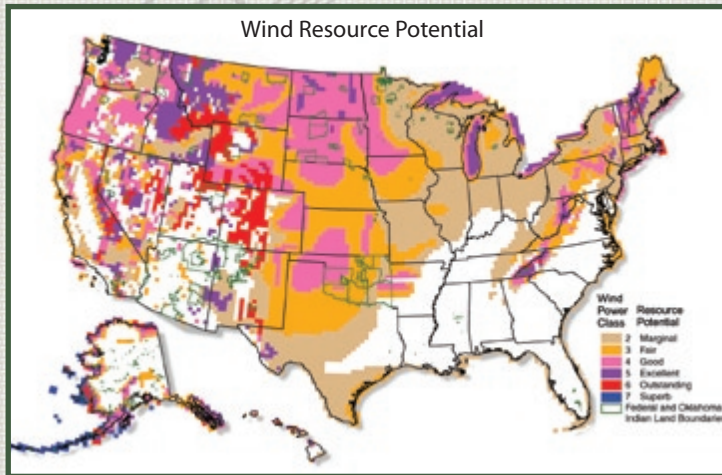 Wind Resource Potential
Wind Power Class
Resource Potential
2 Marginal
3 Fair
4 Good
5 Excellent
6 Outstanding
7 Superb
Federal and Oklahoma
Indian Land Boundaries